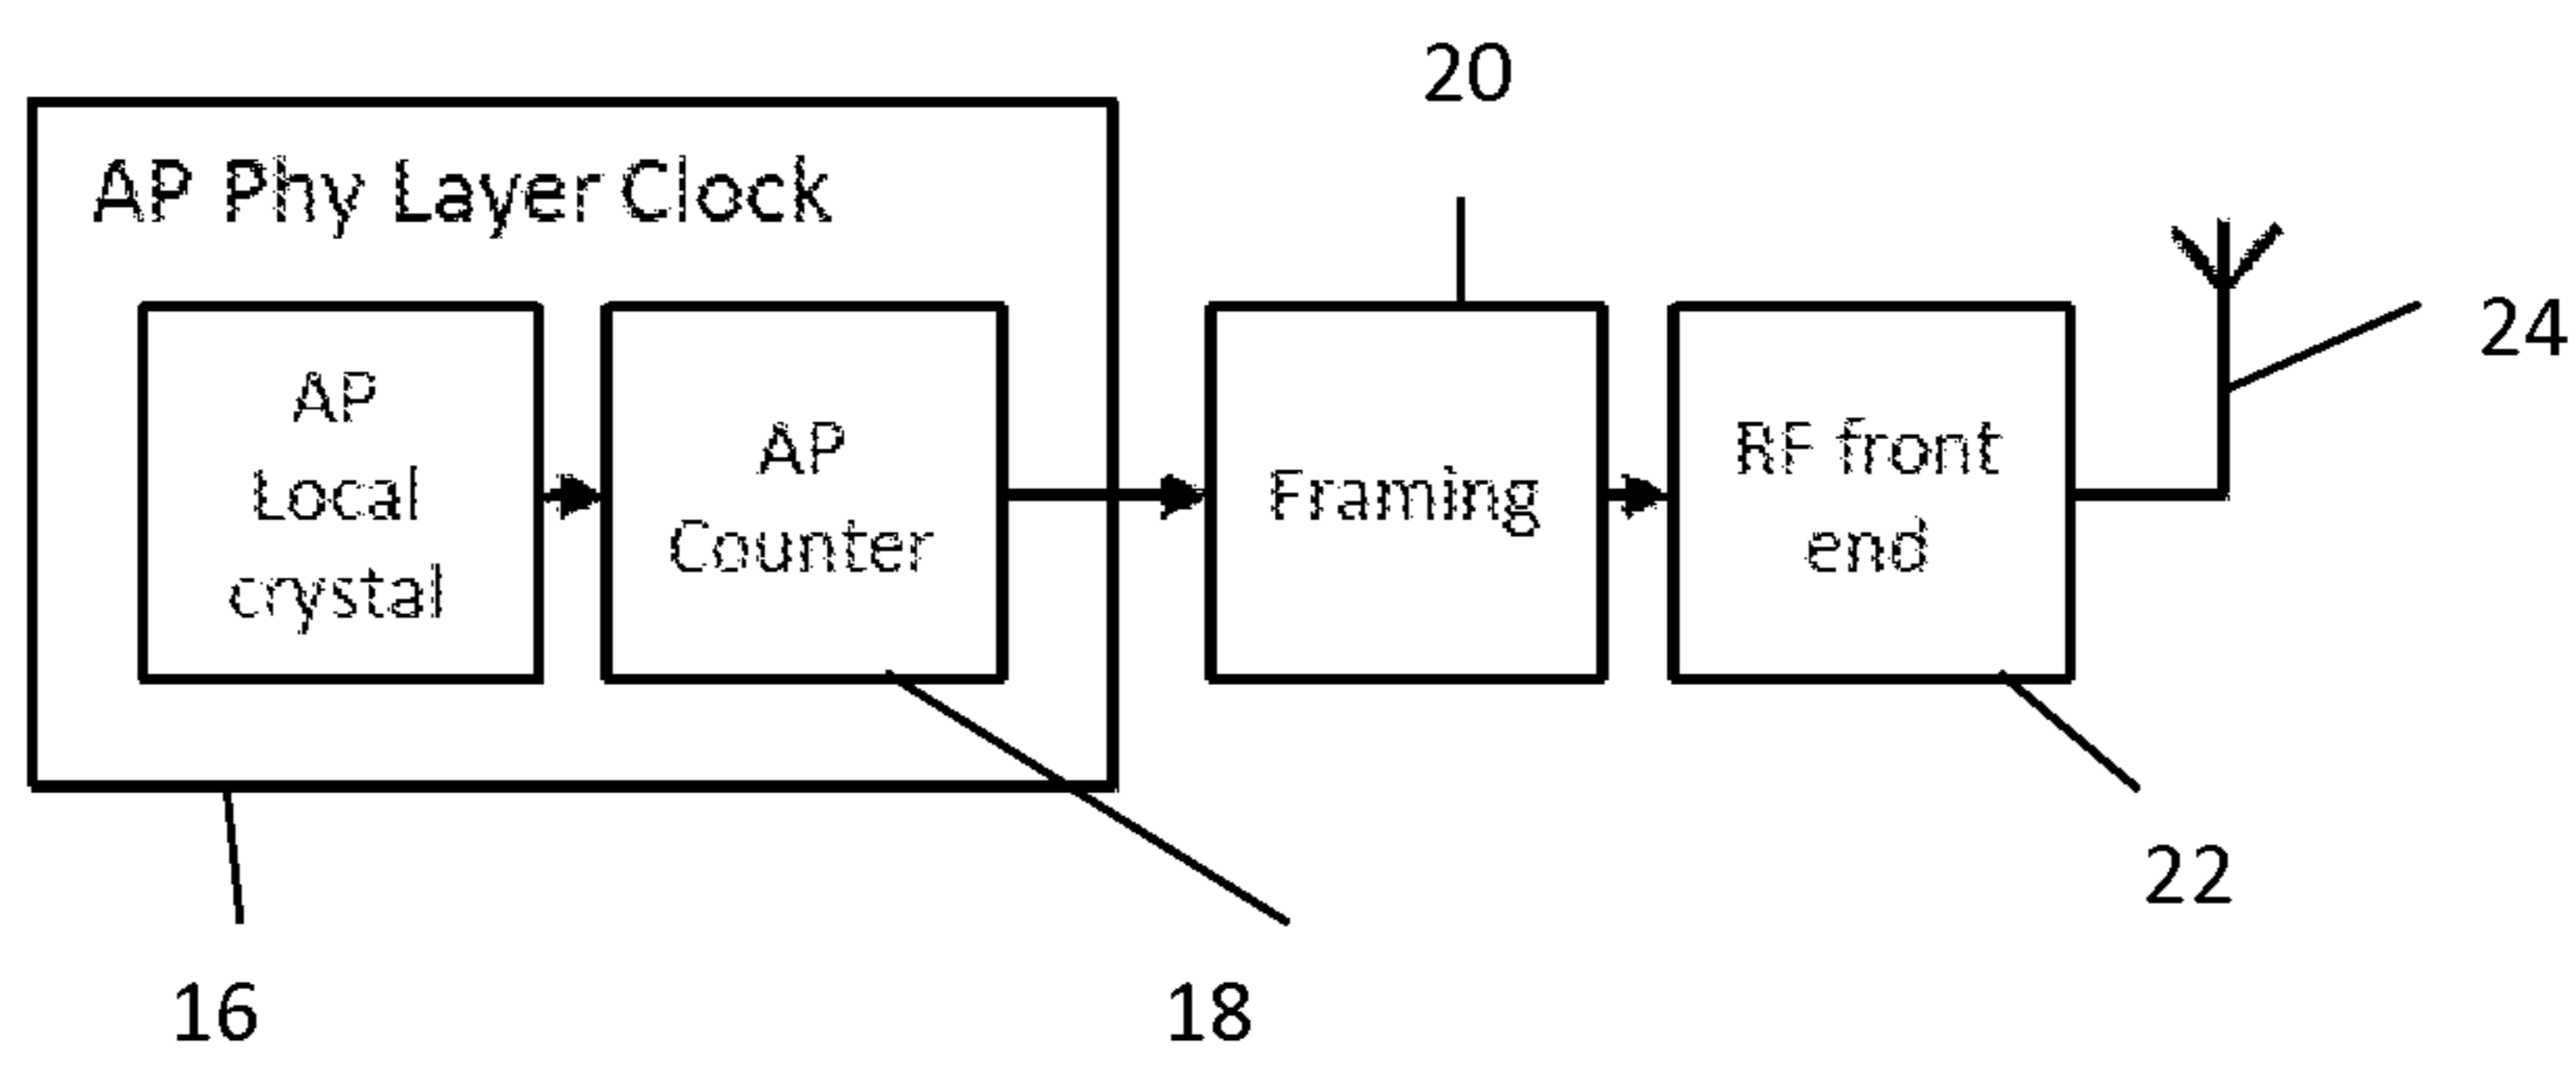 20
AP Phy Layer Clock
24
AP
Local
crystal
AP
Counter
Framing
RF front
end
22
16
18